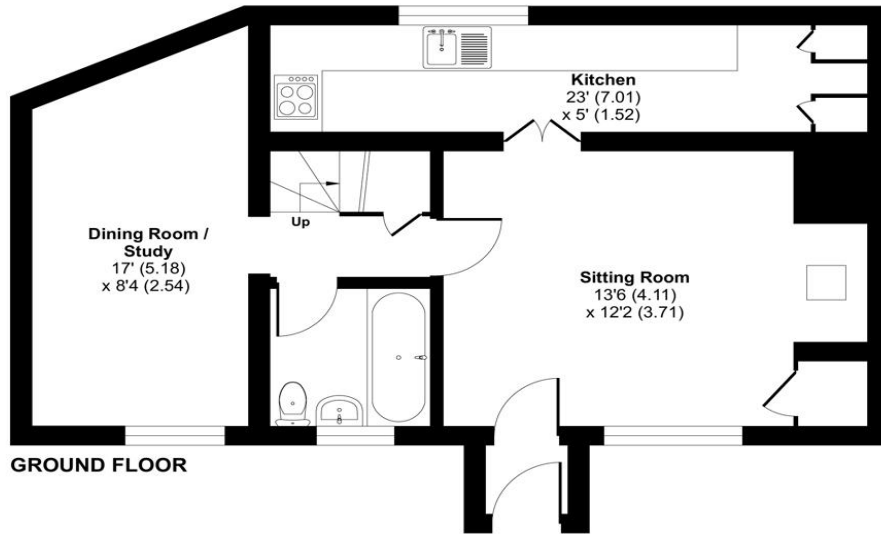 Kitchen
23' (7.01)
x 5' (1.52)
Up
Dining Room /
Study
17' (5.18)
x 8'4 (2.54)
Sitting Room
13'6 (4.11)
x 12'2 (3.71)
GROUND FLOOR